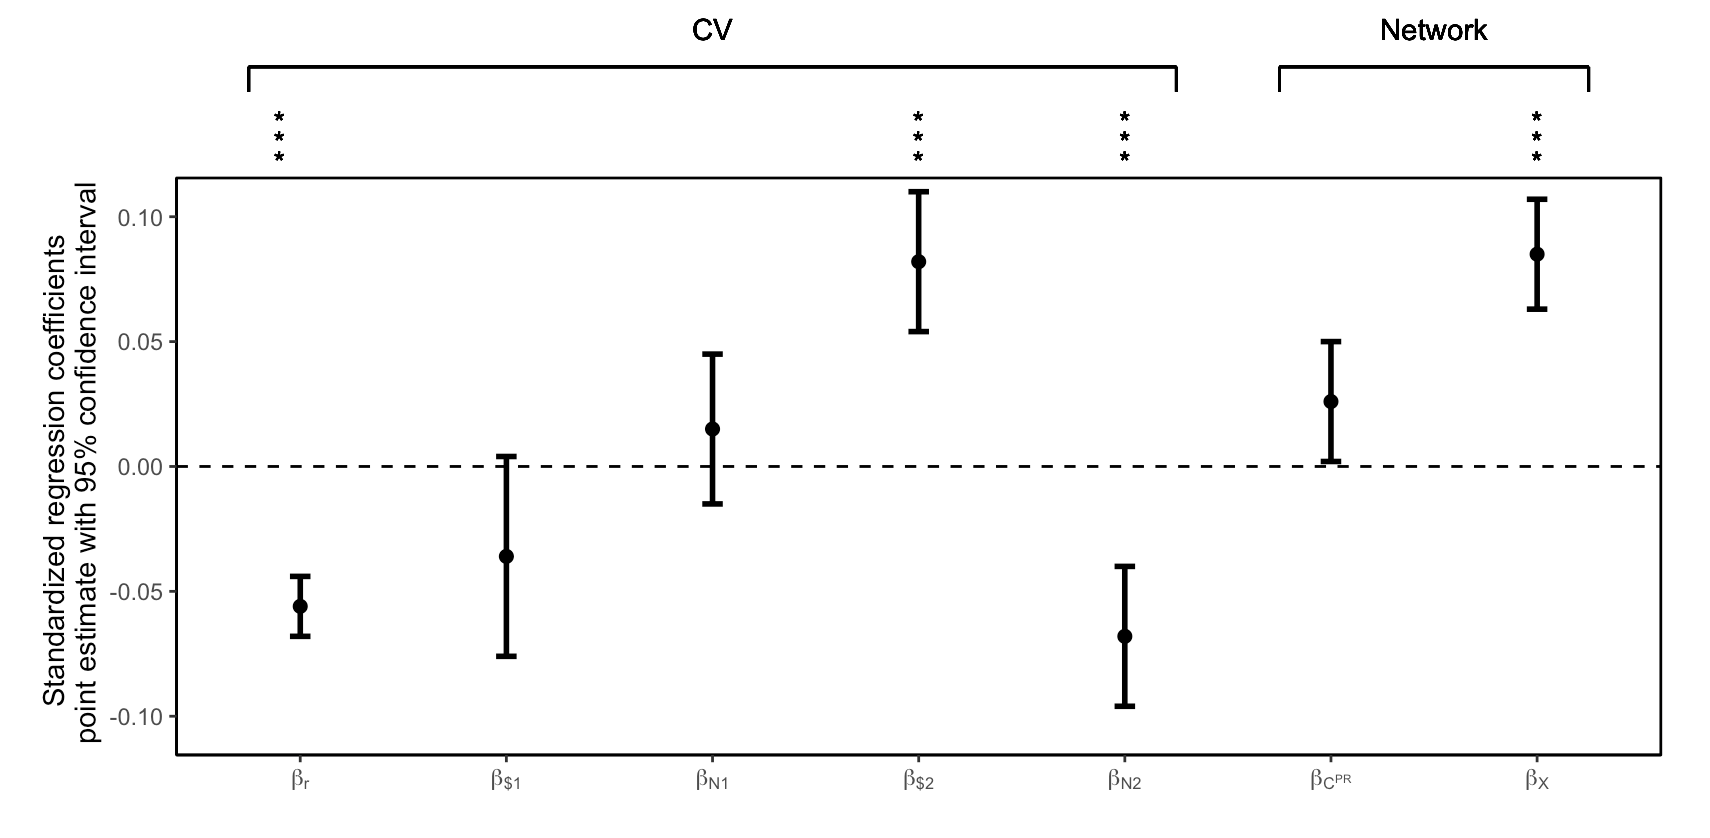 CV Network
* * * *
* * * *
* * * *
Standardized regression coefficients
point estimate with 95% confidence interval
0.10
0.05
0.00
-0.05
-0.10
βr β$1 βN1 β$2 βN2 βCPR βX